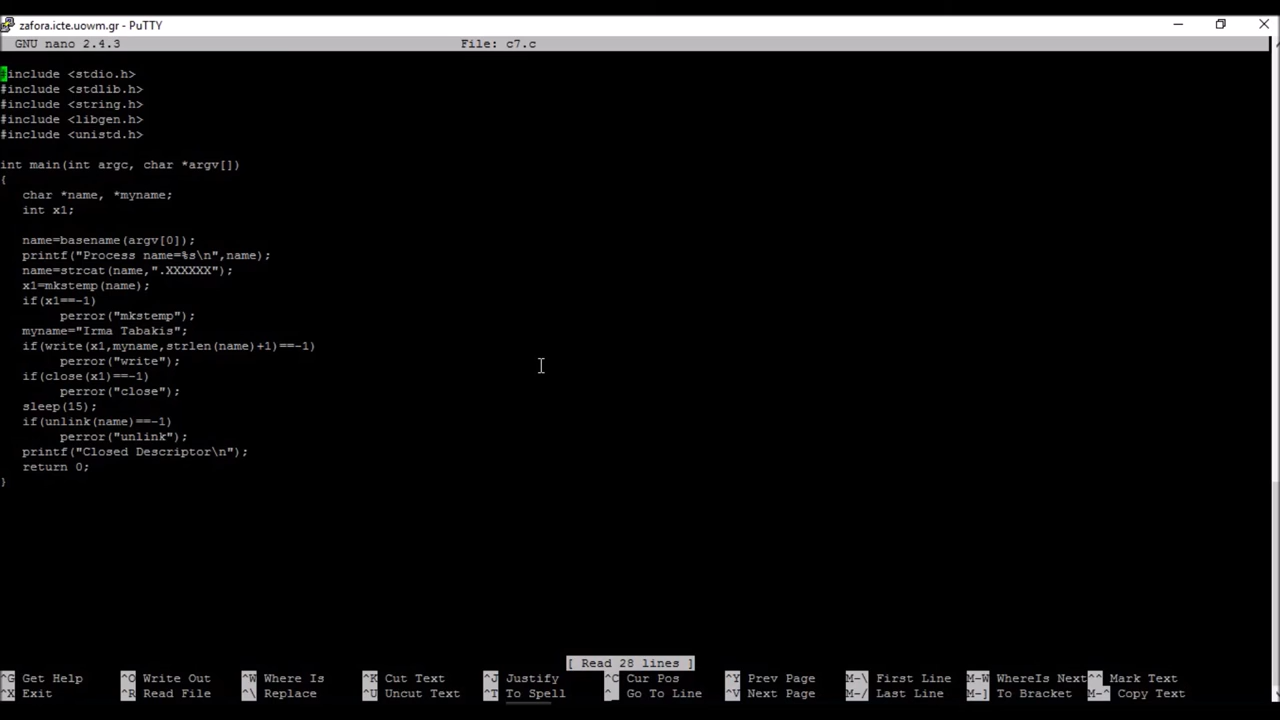 zafora.icte.uowm.gr - PuTTY
GNU nano 2.4.3 File: c7.c
#include <stdio.h>
#include <stdlib.h>
#include <string.h>
#include <libgen.h>
#include <unistd.h>
int main(int argc, char *argv[])
{
char *name, *myname;
int x1;
name=basename(argv[0]);
printf("Process name=%s\n",name);
name=strcat(name,".XXXXXX");
x1=mkstemp(name);
if(x1==-1)
perror("mkstemp");
myname="Irma Tabakis";
if(write(x1,myname,strlen(name)+1)==-1)
perror("write");
if(close(x1)==-1)
perror("close");
sleep(15);
if(unlink(name)==-1)
perror("unlink");
printf("Closed Descriptor\n");
return 0;
}
[ Read 28 lines ]
^G Get Help ^O Write Out ^W Where Is ^K Cut Text ^J Justify ^C Cur Pos ^Y Prev Page M-\ First Line M-W WhereIs Next ^^ Mark Text
^X Exit ^R Read File ^\ Replace ^U Uncut Text ^T To Spell ^_ Go To Line ^V Next Page M-/ Last Line M-] To Bracket M-^ Copy Text